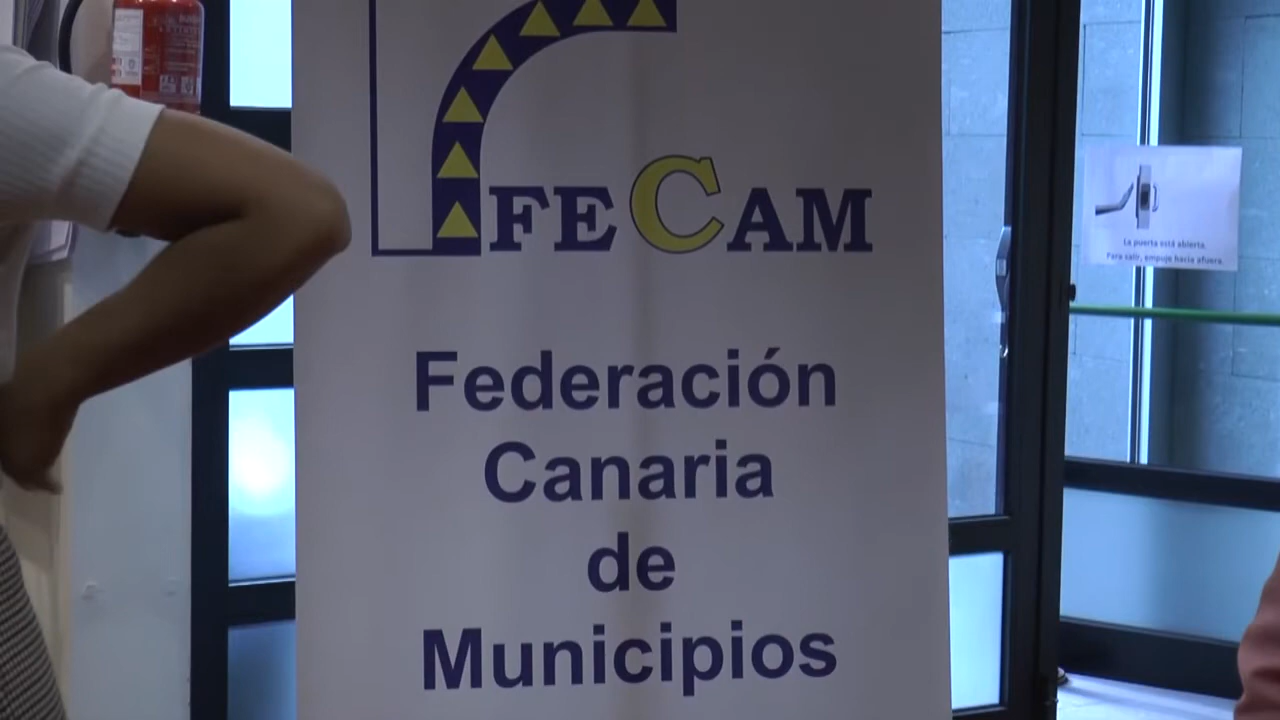 FECAM
Federación
Canaria
de
Municipios
La puerta está abierta.
Para salir, empuje hacia afuera.